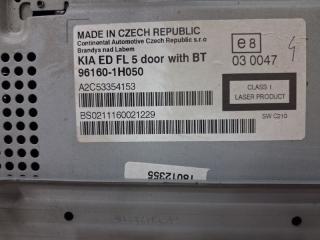 MADE IN CZECH REPUBLIC
Continental Automotive Czech Republic s.r.o
Brandys nad Labem
KIA ED FL 5 door with BT
96160-1H050
A2C53354153
BS0211160021229
e8
03 0047
CLASS 1
LASER PRODUCT
SW C210
18012355